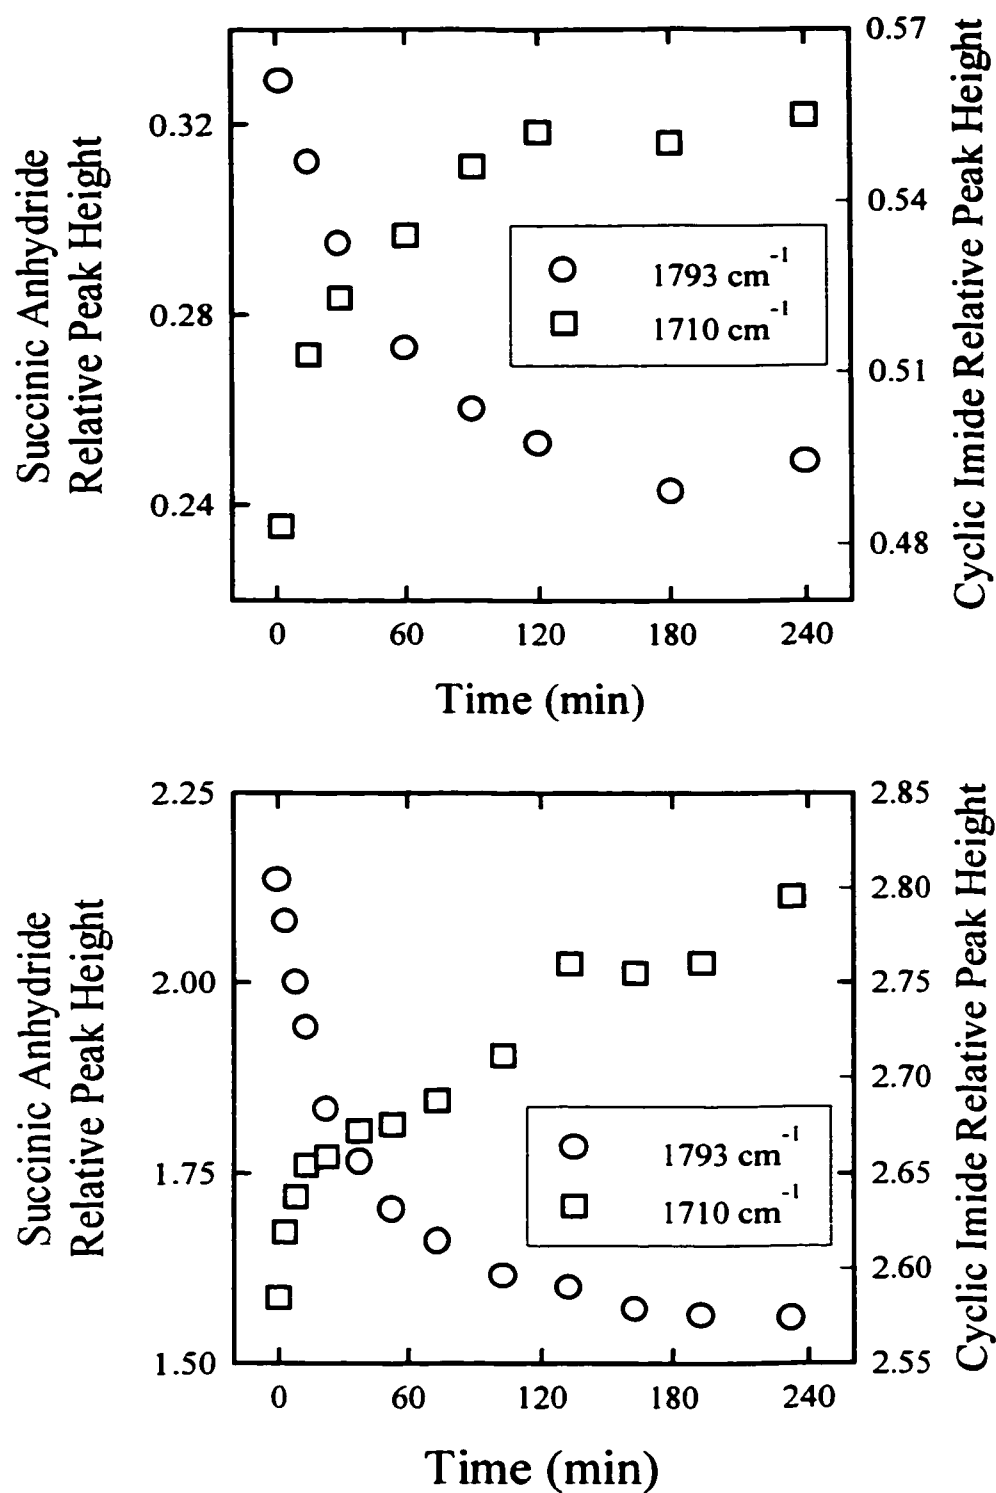 Succinic Anhydride
Relative Peak Height
0.32
0.28
0.24
0.57
0.54
0.51
0.48
Cyclic Imide Relative Peak Height
1793 cm⁻¹
1710 cm⁻¹
0 60 120 180 240
Time (min)
Succinic Anhydride
Relative Peak Height
2.25
2.00
1.75
1.50
2.85
2.80
2.75
2.70
2.65
2.60
2.55
Cyclic Imide Relative Peak Height
1793 cm⁻¹
1710 cm⁻¹
0 60 120 180 240
Time (min)